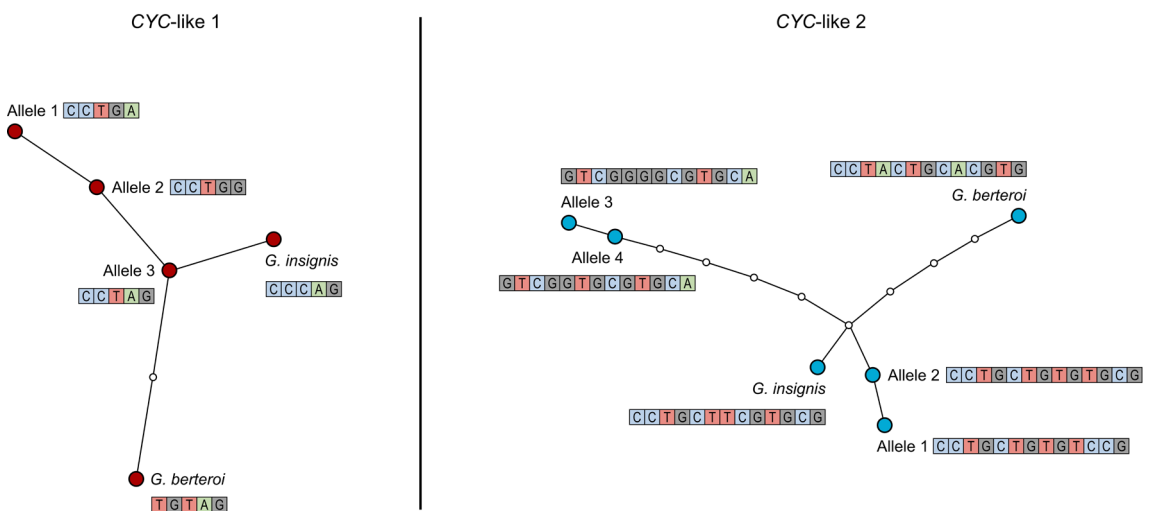 CYC-like 1
Allele 1 CCTGA
Allele 2 CCTGG
Allele 3
CCTAG
G. insignis
CCCAG
G. berteroi
TGTAG
CYC-like 2
GTCGGGGCGTGCA
Allele 3
Allele 4
GTCGGTGCGTGCA
CCTACTGCACGTG
G. berteroi
G. insignis
CCTGCTTCGTGCG
Allele 2 CCTGCTGTGTGCG
Allele 1 CCTGCTGTGTCCG